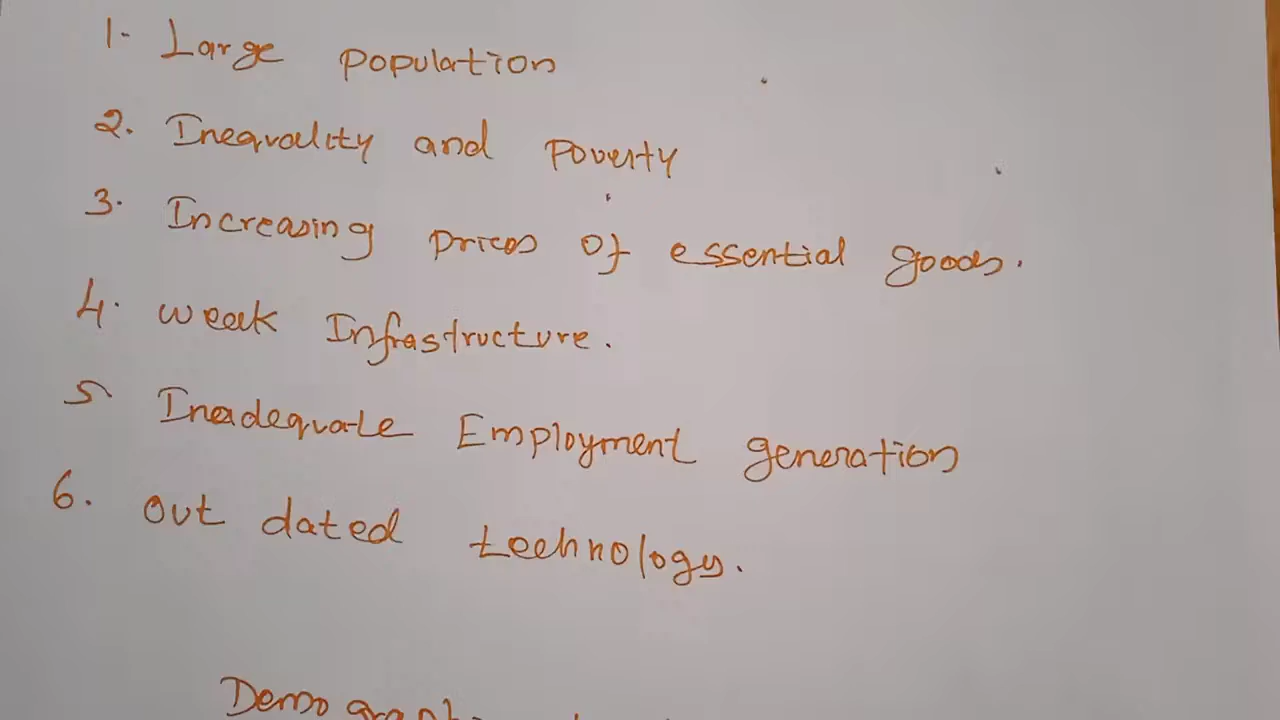 1. Large population
2. Inequality and Poverty
3. Increasing prices of essential goods.
4. weak Infrastructure.
5. Inadequate Employment generation
6. out dated technology.